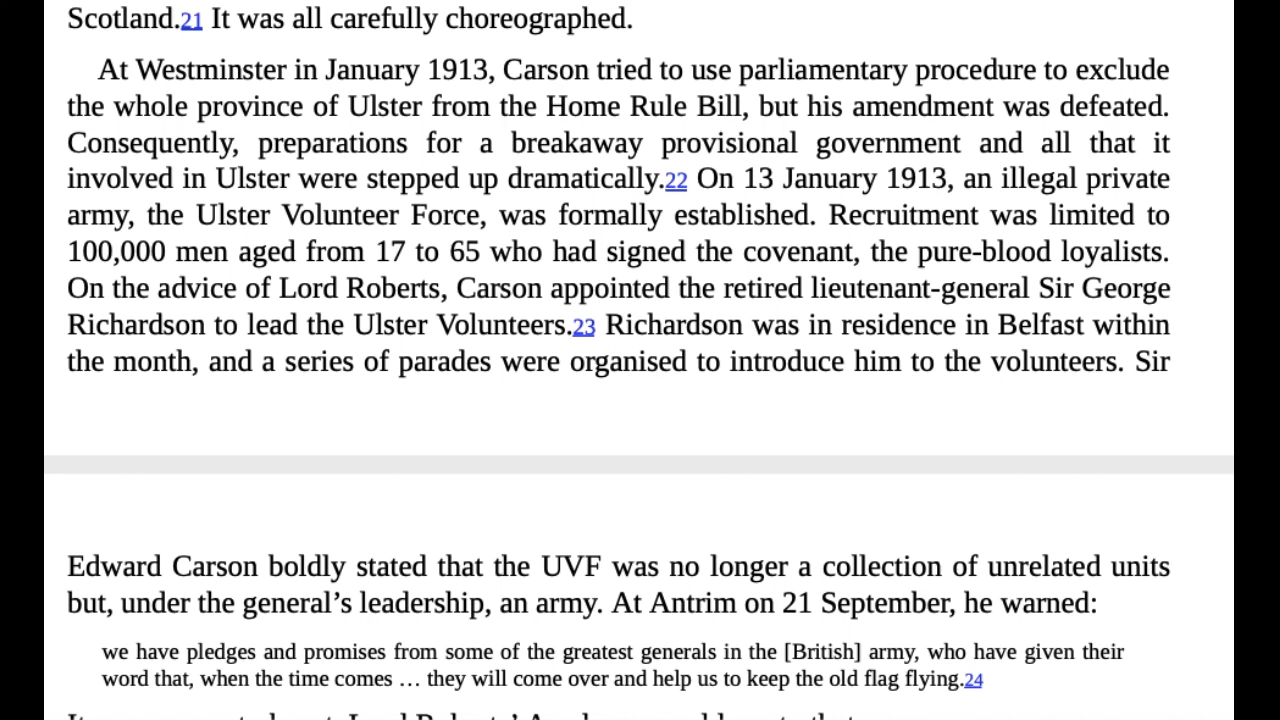 Scotland.21 It was all carefully choreographed.
At Westminster in January 1913, Carson tried to use parliamentary procedure to exclude
the whole province of Ulster from the Home Rule Bill, but his amendment was defeated.
Consequently, preparations for a breakaway provisional government and all that it
involved in Ulster were stepped up dramatically.22 On 13 January 1913, an illegal private
army, the Ulster Volunteer Force, was formally established. Recruitment was limited to
100,000 men aged from 17 to 65 who had signed the covenant, the pure-blood loyalists.
On the advice of Lord Roberts, Carson appointed the retired lieutenant-general Sir George
Richardson to lead the Ulster Volunteers.23 Richardson was in residence in Belfast within
the month, and a series of parades were organised to introduce him to the volunteers. Sir
Edward Carson boldly stated that the UVF was no longer a collection of unrelated units
but, under the general’s leadership, an army. At Antrim on 21 September, he warned:
we have pledges and promises from some of the greatest generals in the [British] army, who have given their
word that, when the time comes … they will come over and help us to keep the old flag flying.24